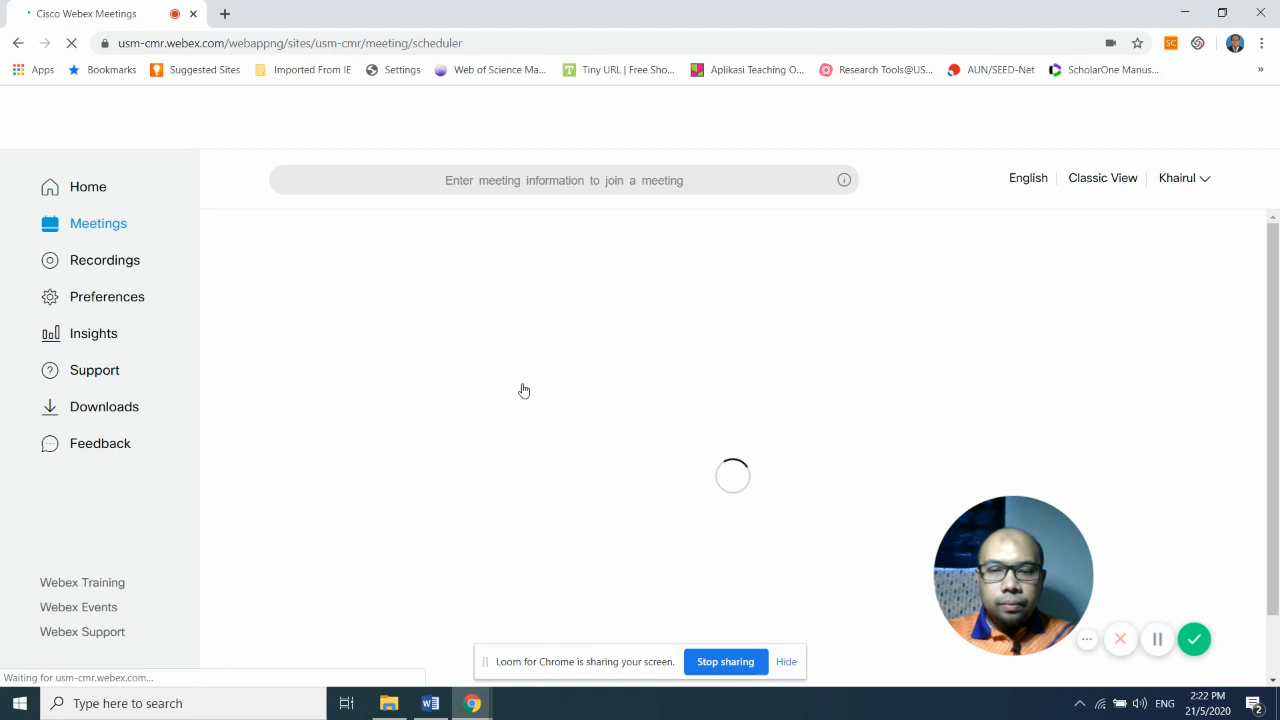 Cisco Webex Meetings
usm-cmr.webex.com/webappng/sites/usm-cmr/meeting/scheduler
SC
Apps Bookmarks Suggested Sites Imported From IE Settings Web of Science Ma... Tiny URL | Free Sho... Aplikasi Teaching O... Research Tools@US... AUN/SEED-Net ScholarOne Manus... »
Enter meeting information to join a meeting
English Classic View Khairul
Home
Meetings
Recordings
Preferences
Insights
Support
Downloads
Feedback
Webex Training
Webex Events
Webex Support
Loom for Chrome is sharing your screen. Stop sharing Hide
Waiting for usm-cmr.webex.com...
Type here to search
ENG
2:22 PM
21/5/2020
2